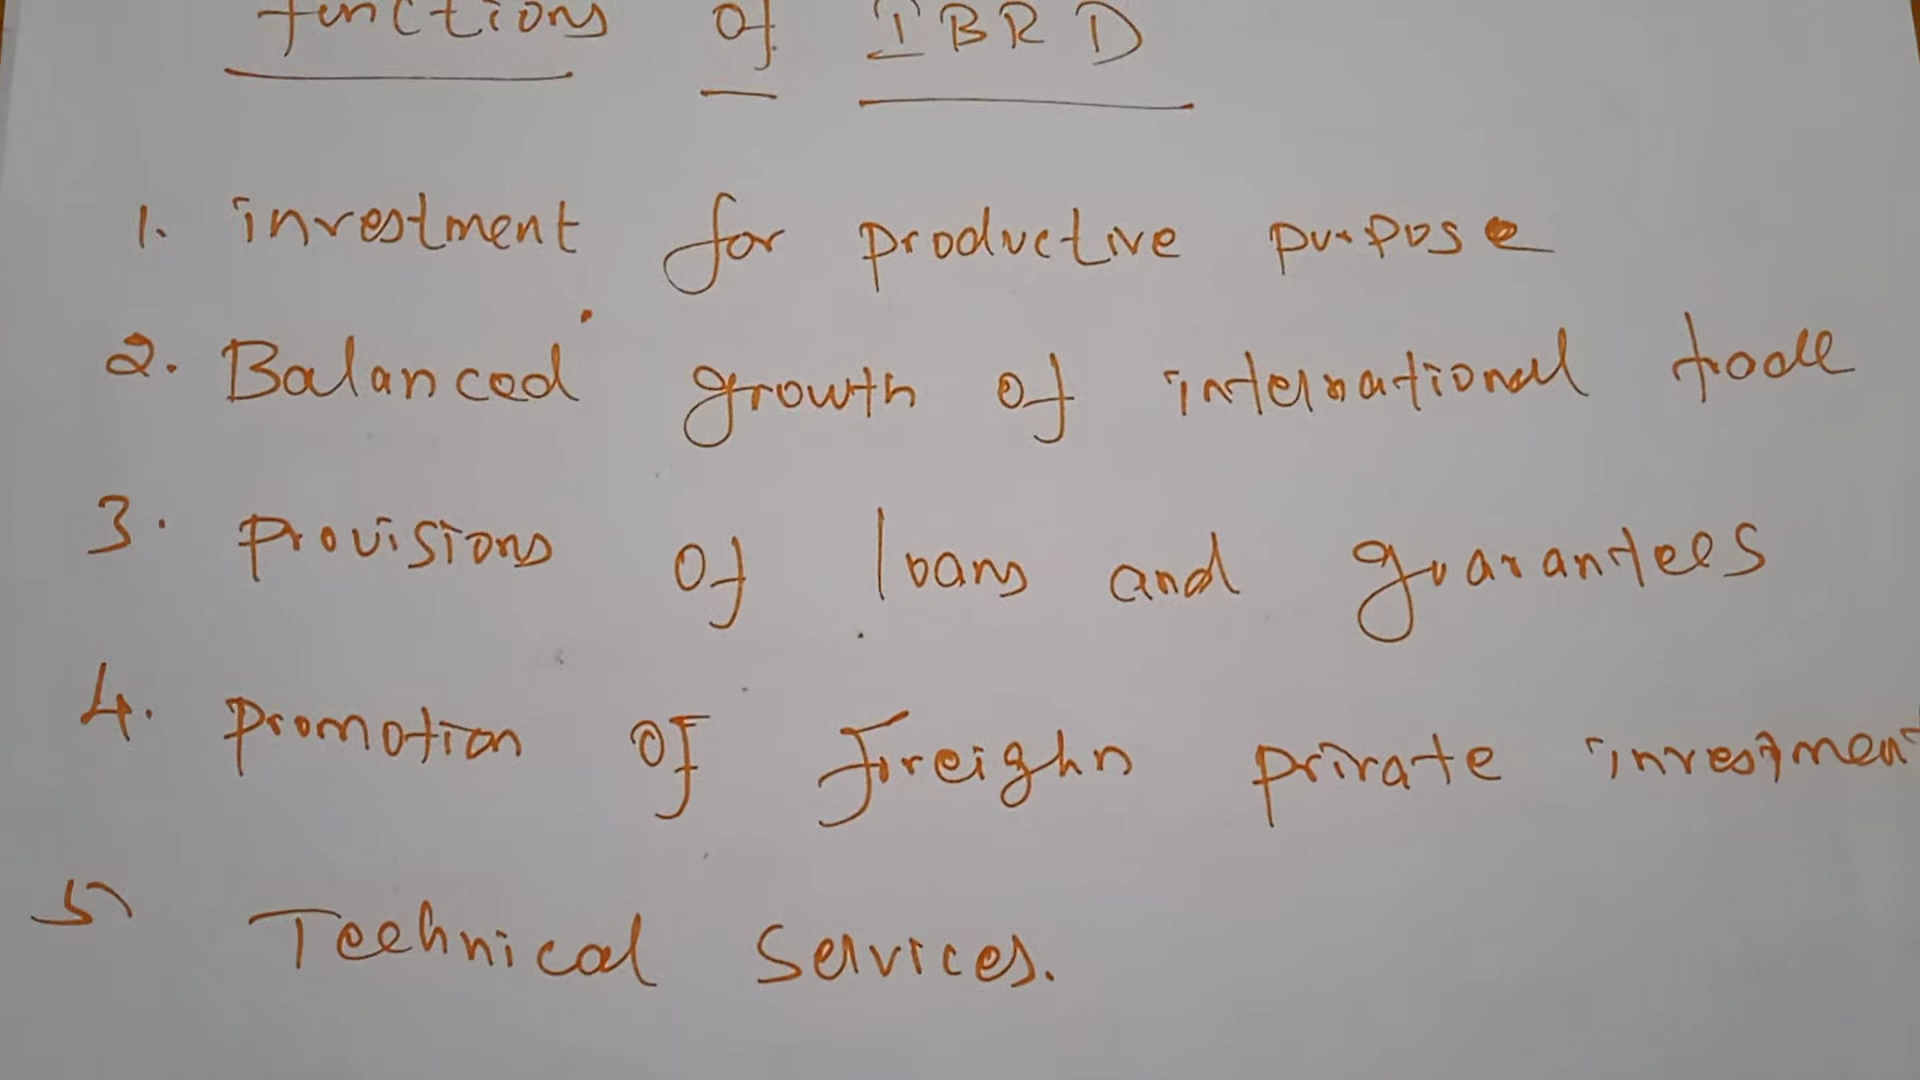 functions of IBRD
1. investment for productive purpose
2. Balanced growth of international trade
3. provisions of loans and guarantees
4. promotion of foreighn private investment
5) Technical services.